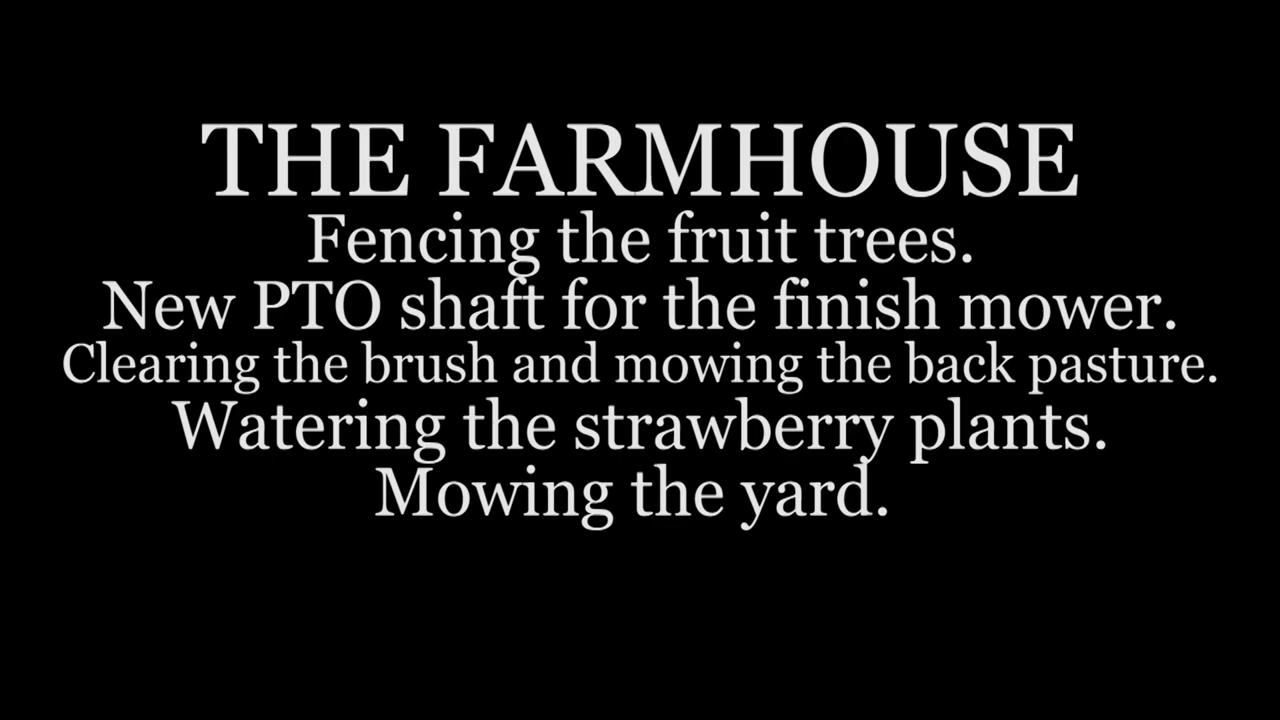 THE FARMHOUSE
Fencing the fruit trees.
New PTO shaft for the finish mower.
Clearing the brush and mowing the back pasture.
Watering the strawberry plants.
Mowing the yard.